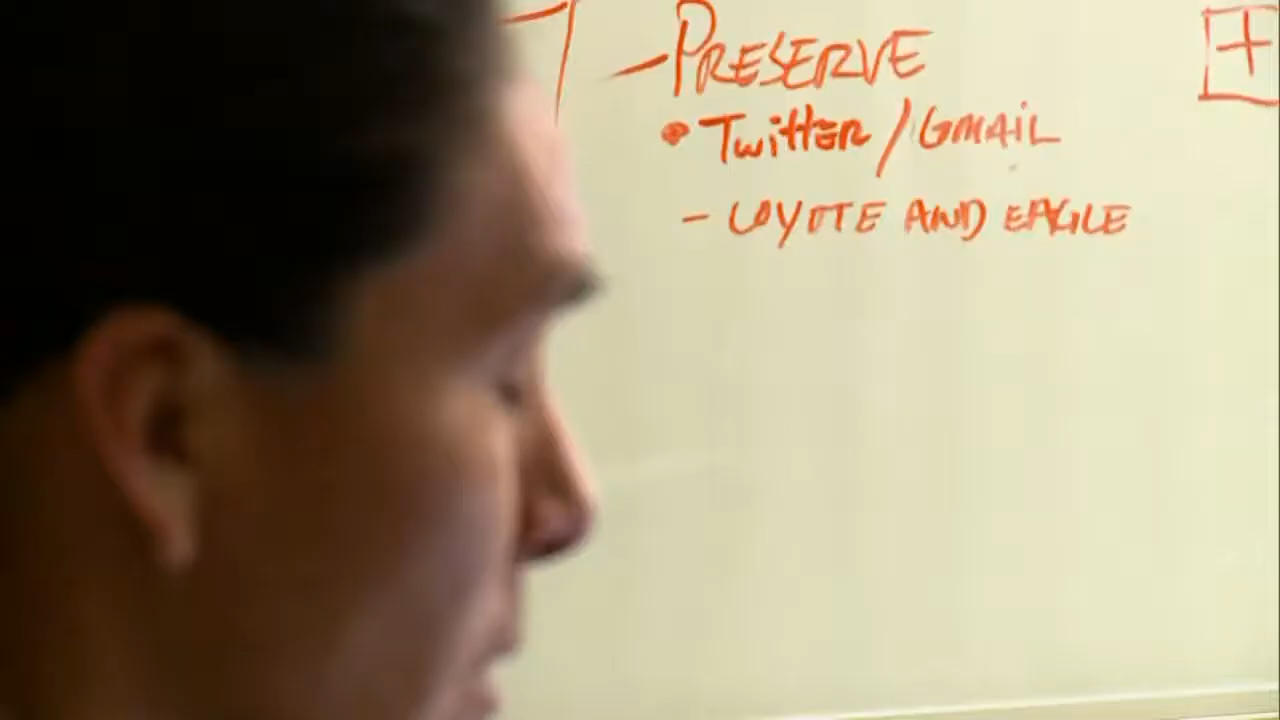 - PRESERVE
• Twitter / GMAIL
- COYOTE AND EAGLE